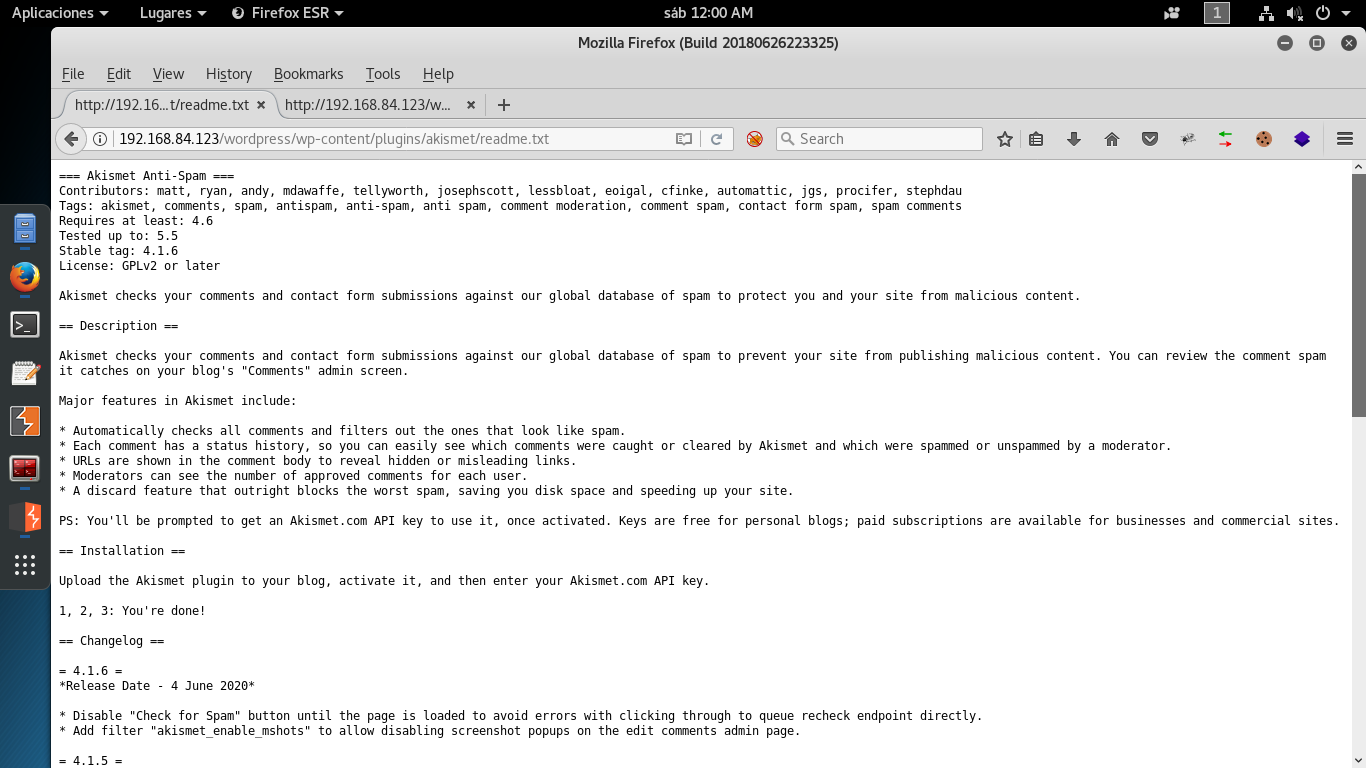 Aplicaciones Lugares Firefox ESR sáb 12:00 AM 1
Mozilla Firefox (Build 20180626223325)
File Edit View History Bookmarks Tools Help
http://192.16...t/readme.txt http://192.168.84.123/w...
192.168.84.123/wordpress/wp-content/plugins/akismet/readme.txt Search
=== Akismet Anti-Spam ===
Contributors: matt, ryan, andy, mdawaffe, tellyworth, josephscott, lessbloat, eoigal, cfinke, automattic, jgs, procifer, stephdau
Tags: akismet, comments, spam, antispam, anti-spam, anti spam, comment moderation, comment spam, contact form spam, spam comments
Requires at least: 4.6
Tested up to: 5.5
Stable tag: 4.1.6
License: GPLv2 or later
Akismet checks your comments and contact form submissions against our global database of spam to protect you and your site from malicious content.
== Description ==
Akismet checks your comments and contact form submissions against our global database of spam to prevent your site from publishing malicious content. You can review the comment spam
it catches on your blog's "Comments" admin screen.
Major features in Akismet include:
* Automatically checks all comments and filters out the ones that look like spam.
* Each comment has a status history, so you can easily see which comments were caught or cleared by Akismet and which were spammed or unspammed by a moderator.
* URLs are shown in the comment body to reveal hidden or misleading links.
* Moderators can see the number of approved comments for each user.
* A discard feature that outright blocks the worst spam, saving you disk space and speeding up your site.
PS: You'll be prompted to get an Akismet.com API key to use it, once activated. Keys are free for personal blogs; paid subscriptions are available for businesses and commercial sites.
== Installation ==
Upload the Akismet plugin to your blog, activate it, and then enter your Akismet.com API key.
1, 2, 3: You're done!
== Changelog ==
= 4.1.6 =
*Release Date - 4 June 2020*
* Disable "Check for Spam" button until the page is loaded to avoid errors with clicking through to queue recheck endpoint directly.
* Add filter "akismet_enable_mshots" to allow disabling screenshot popups on the edit comments admin page.
= 4.1.5 =